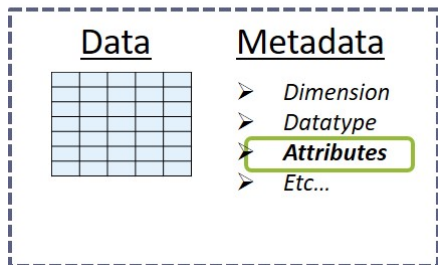 Data
Metadata
➢ Dimension
➢ Datatype
➢ Attributes
➢ Etc...